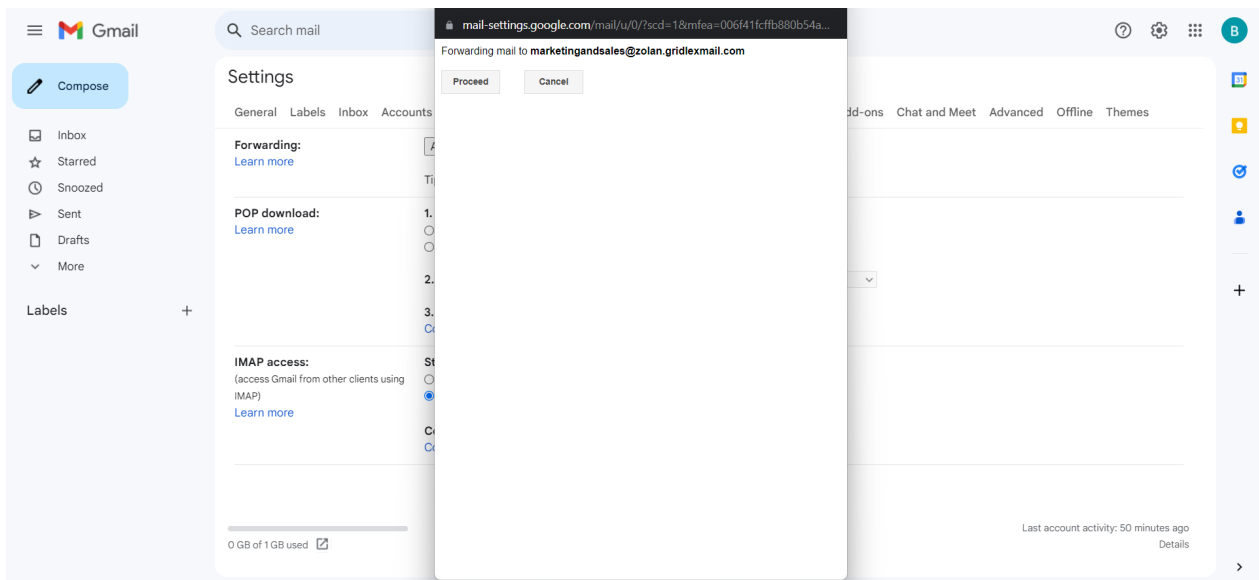 Gmail
Search mail
mail-settings.google.com/mail/u/0/?scd=1&mfea=006f41fcffb880b54a...
B
Forwarding mail to marketingandsales@zolan.gridlexmail.com
Proceed Cancel
Compose
Inbox
Starred
Snoozed
Sent
Drafts
More
Labels
Settings
General Labels Inbox Accounts dd-ons Chat and Meet Advanced Offline Themes
Forwarding:
Learn more
POP download: 1.
Learn more
2.
3.
IMAP access:
(access Gmail from other clients using
IMAP)
Learn more
0 GB of 1 GB used
Last account activity: 50 minutes ago
Details
31